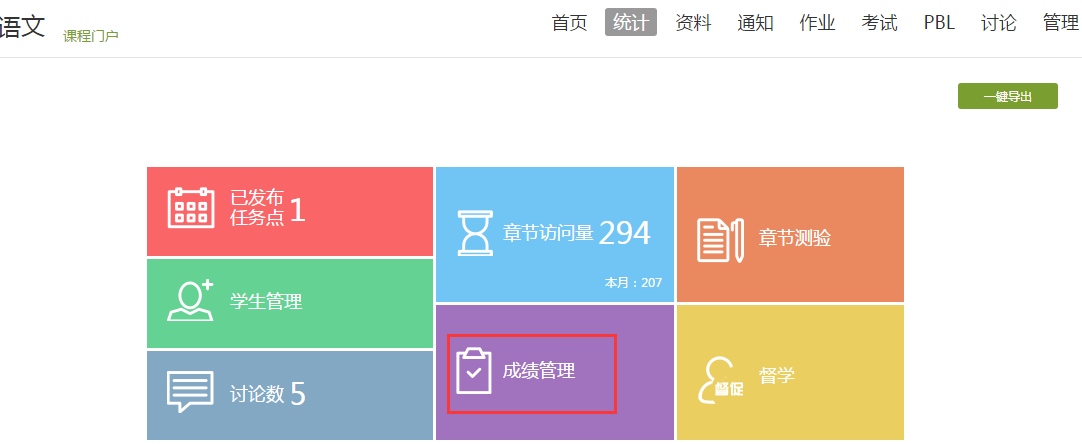 语文 课程门户 首页 统计 资料 通知 作业 考试 PBL 讨论 管理
一键导出
已发布
任务点 1
章节访问量 294
本月：207
章节测验
学生管理
讨论数 5
成绩管理
督促 督学